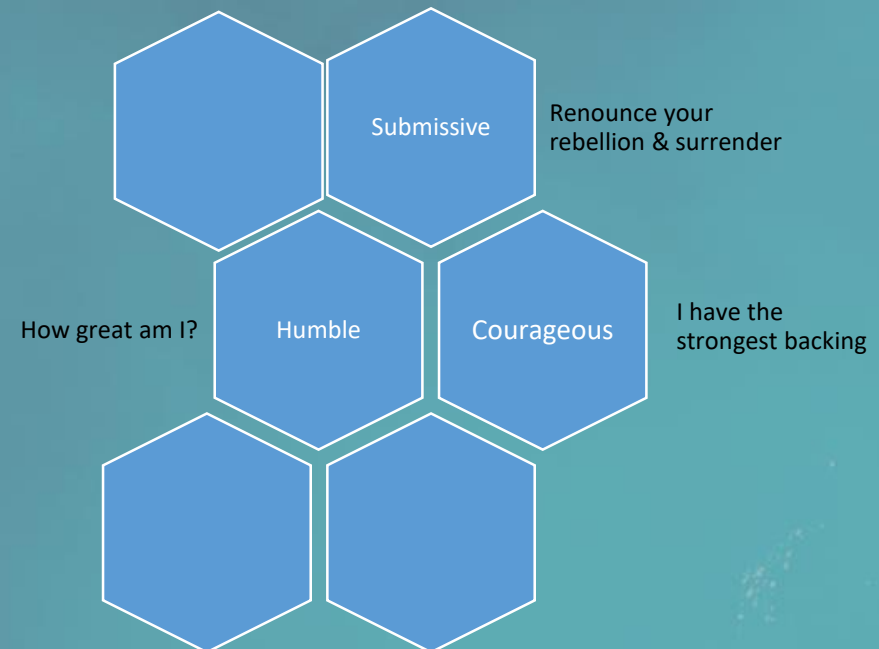 Submissive
Renounce your
rebellion & surrender
How great am I?
Humble
Courageous
I have the
strongest backing